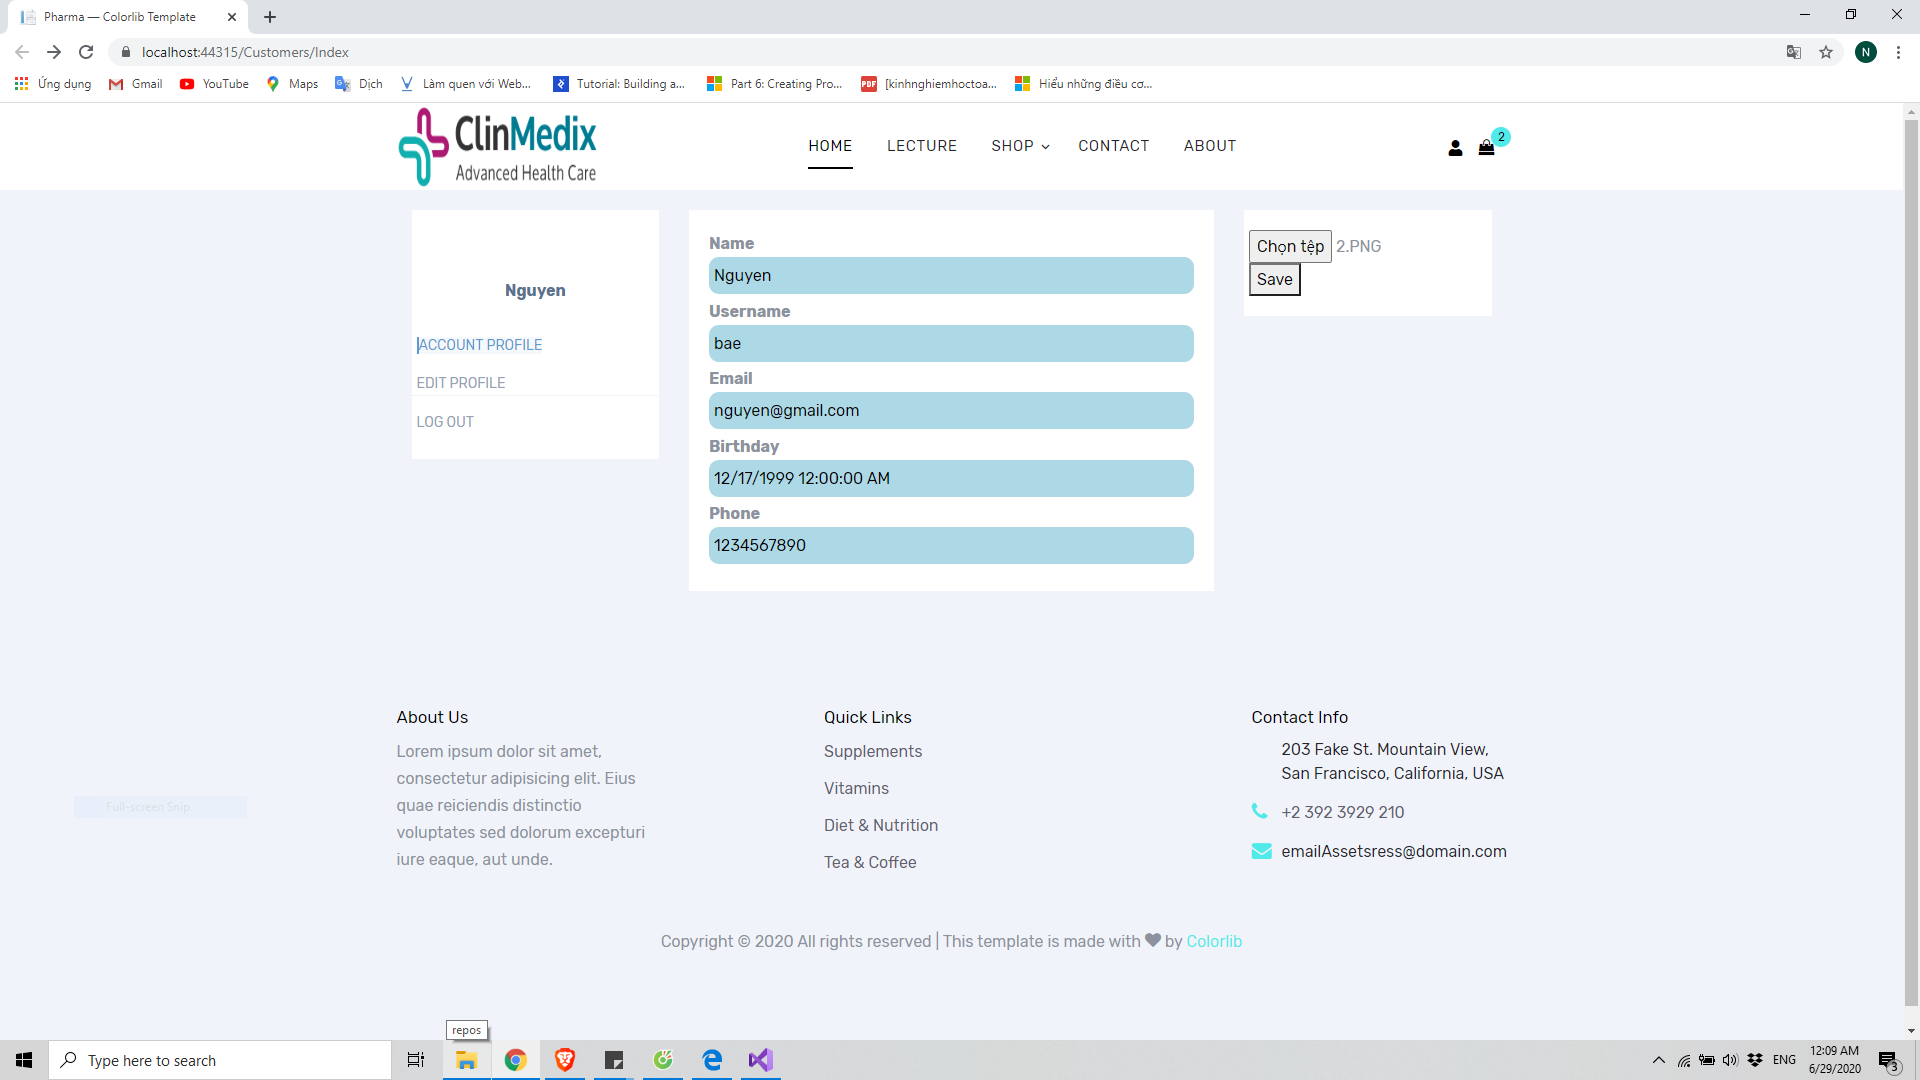 Pharma — Colorlib Template
localhost:44315/Customers/Index
N
Ứng dụng
Gmail
YouTube
Maps
Dịch
Làm quen với Web...
Tutorial: Building a...
Part 6: Creating Pro...
PDF
[kinhnghiemhoctoa...
Hiểu những điều cơ...
ClinMedix
Advanced Health Care
HOME
LECTURE
SHOP
CONTACT
ABOUT
2
Nguyen
ACCOUNT PROFILE
EDIT PROFILE
LOG OUT
Name
Nguyen
Username
bae
Email
nguyen@gmail.com
Birthday
12/17/1999 12:00:00 AM
Phone
1234567890
Chọn tệp 2.PNG
Save
Full-screen Snip
About Us
Lorem ipsum dolor sit amet,
consectetur adipisicing elit. Eius
quae reiciendis distinctio
voluptates sed dolorum excepturi
iure eaque, aut unde.
Quick Links
Supplements
Vitamins
Diet & Nutrition
Tea & Coffee
Contact Info
203 Fake St. Mountain View,
San Francisco, California, USA
+2 392 3929 210
emailAssetsress@domain.com
Copyright © 2020 All rights reserved | This template is made with ❤ by Colorlib
repos
Type here to search
ENG
12:09 AM
6/29/2020
3